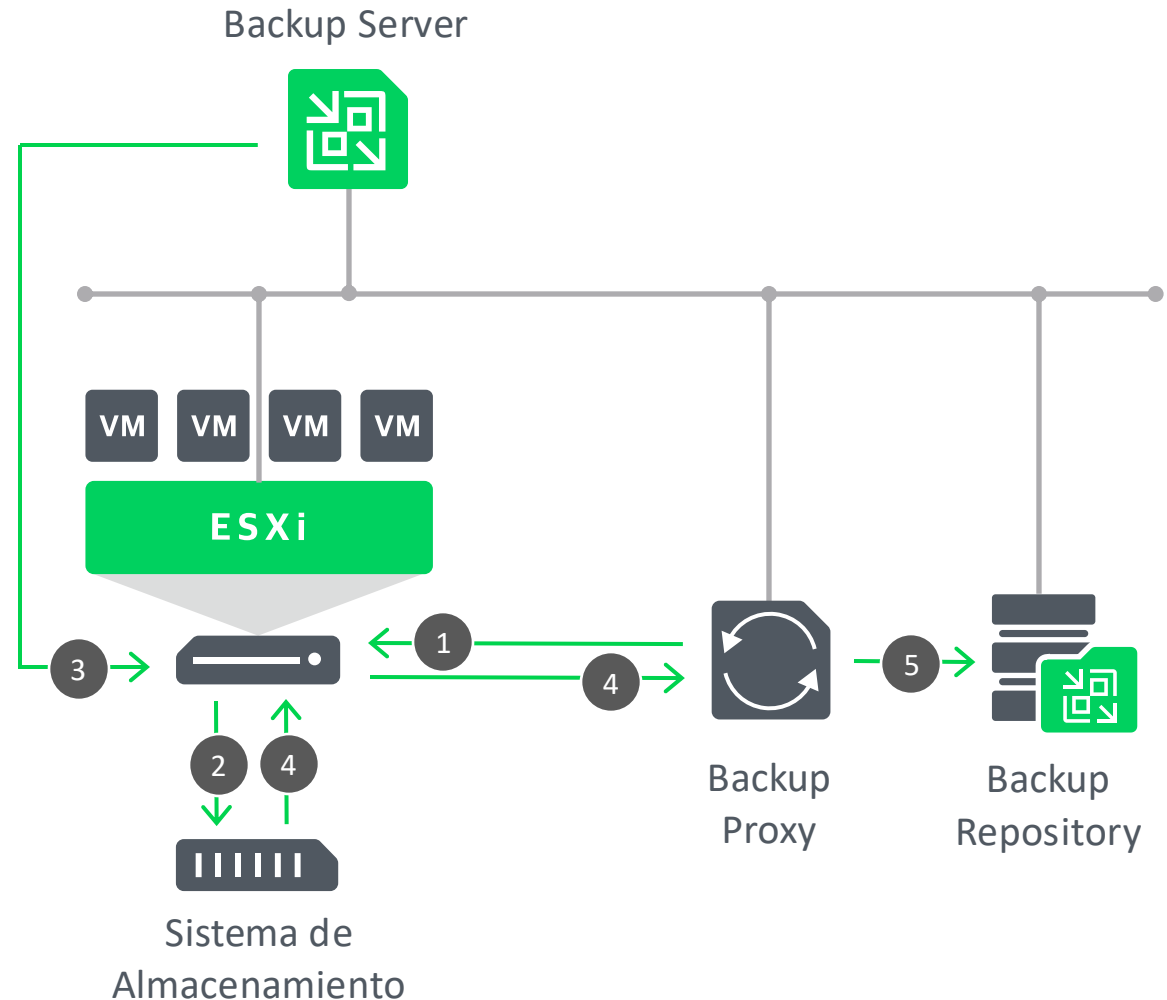 Backup Server
VM VM VM VM
ESXi
1
3
4
5
2 4
Backup
Proxy
Backup
Repository
Sistema de
Almacenamiento